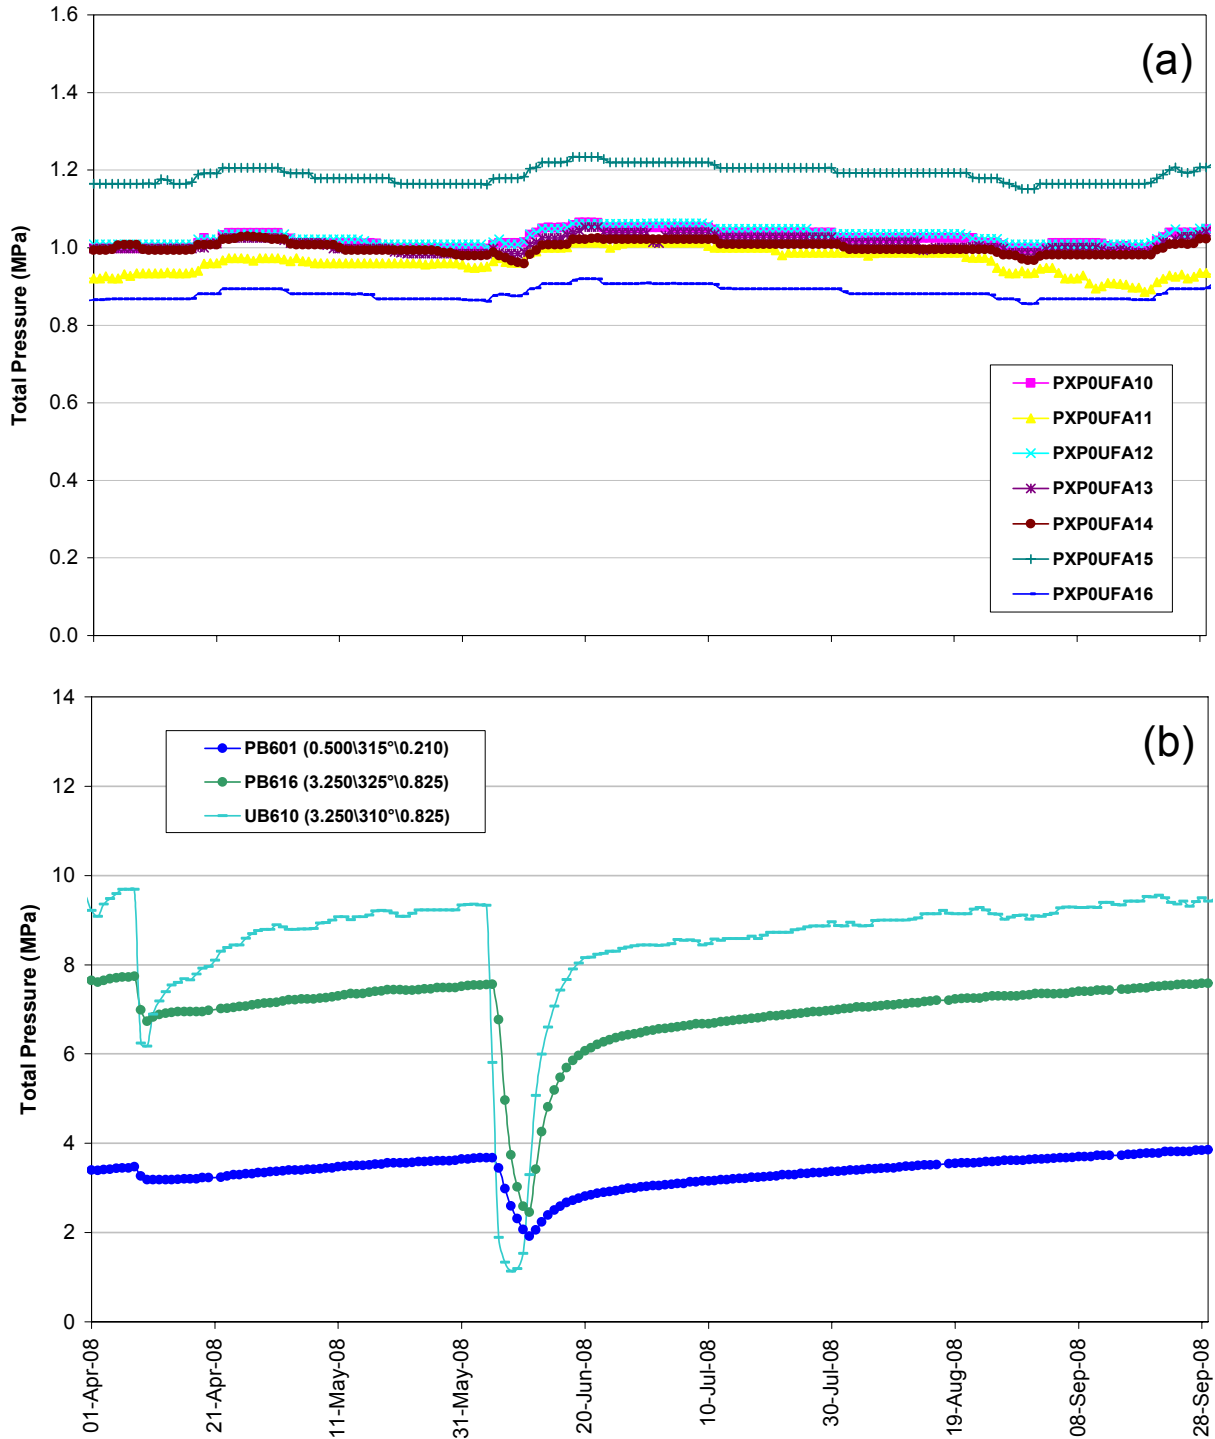 1.6
1.4
1.2
1.0
0.8
0.6
0.4
0.2
0.0
Total Pressure (MPa)
(a)
PXP0UFA10
PXP0UFA11
PXP0UFA12
PXP0UFA13
PXP0UFA14
PXP0UFA15
PXP0UFA16
14
12
10
8
6
4
2
0
Total Pressure (MPa)
(b)
PB601 (0.500\315°\0.210)
PB616 (3.250\325°\0.825)
UB610 (3.250\310°\0.825)
01-Apr-08
21-Apr-08
11-May-08
31-May-08
20-Jun-08
10-Jul-08
30-Jul-08
19-Aug-08
08-Sep-08
28-Sep-08